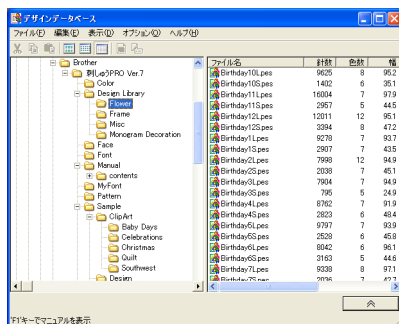 デザインデータベース
ファイル(F) 編集(E) 表示(D) オプション(O) ヘルプ(H)
Brother
刺しゅうPRO Ver.7
Color
Design Library
Flower
Frame
Misc
Monogram Decoration
Face
Font
Manual
contents
MyFont
Pattern
Sample
ClipArt
Baby Days
Celebrations
Christmas
Quilt
Southwest
Design
ファイル名 針数 色数 幅
Birthday10L.pes 9625 8 95.2
Birthday10S.pes 1402 6 35.1
Birthday11L.pes 16004 7 97.9
Birthday11S.pes 2957 5 44.5
Birthday12L.pes 12011 12 95.1
Birthday12S.pes 3394 8 47.2
Birthday1L.pes 9278 7 93.7
Birthday1S.pes 2907 7 43.5
Birthday2L.pes 7998 12 94.9
Birthday2S.pes 2038 7 45.1
Birthday3L.pes 7904 7 94.9
Birthday3S.pes 795 5 24.9
Birthday4L.pes 8762 7 91.9
Birthday4S.pes 2823 6 48.4
Birthday5L.pes 9797 7 93.9
Birthday5S.pes 2528 6 45.8
Birthday6L.pes 8042 6 96.1
Birthday6S.pes 3163 5 44.6
Birthday7L.pes 9338 8 97.1
Birthday7S.pes 2036 7 42.7
'F1'キーでマニュアルを表示